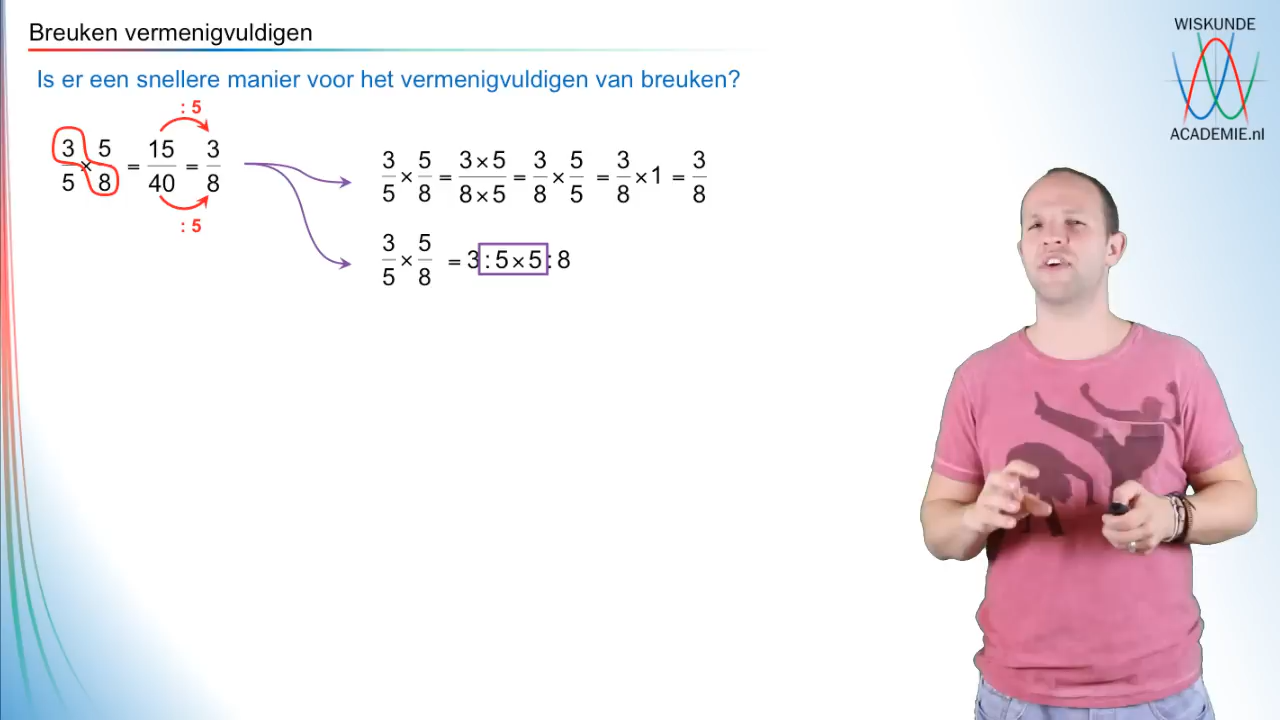 Breuken vermenigvuldigen
WISKUNDE
ACADEMIE.nl
Is er een snellere manier voor het vermenigvuldigen van breuken?
: 5
3/5 × 5/8 = 15/40 = 3/8
: 5
3/5 × 5/8 = 3×5/8×5 = 3/8 × 5/5 = 3/8 ×1 = 3/8
3/5 × 5/8 = 3:5×5:8